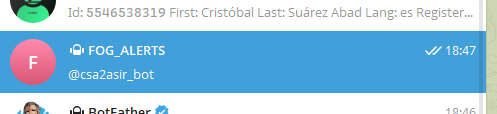 Id: 5546538319 First: Cristóbal Last: Suárez Abad Lang: es Register...
F
FOG_ALERTS 18:47
@csa2asir_bot
BotFather 18:46